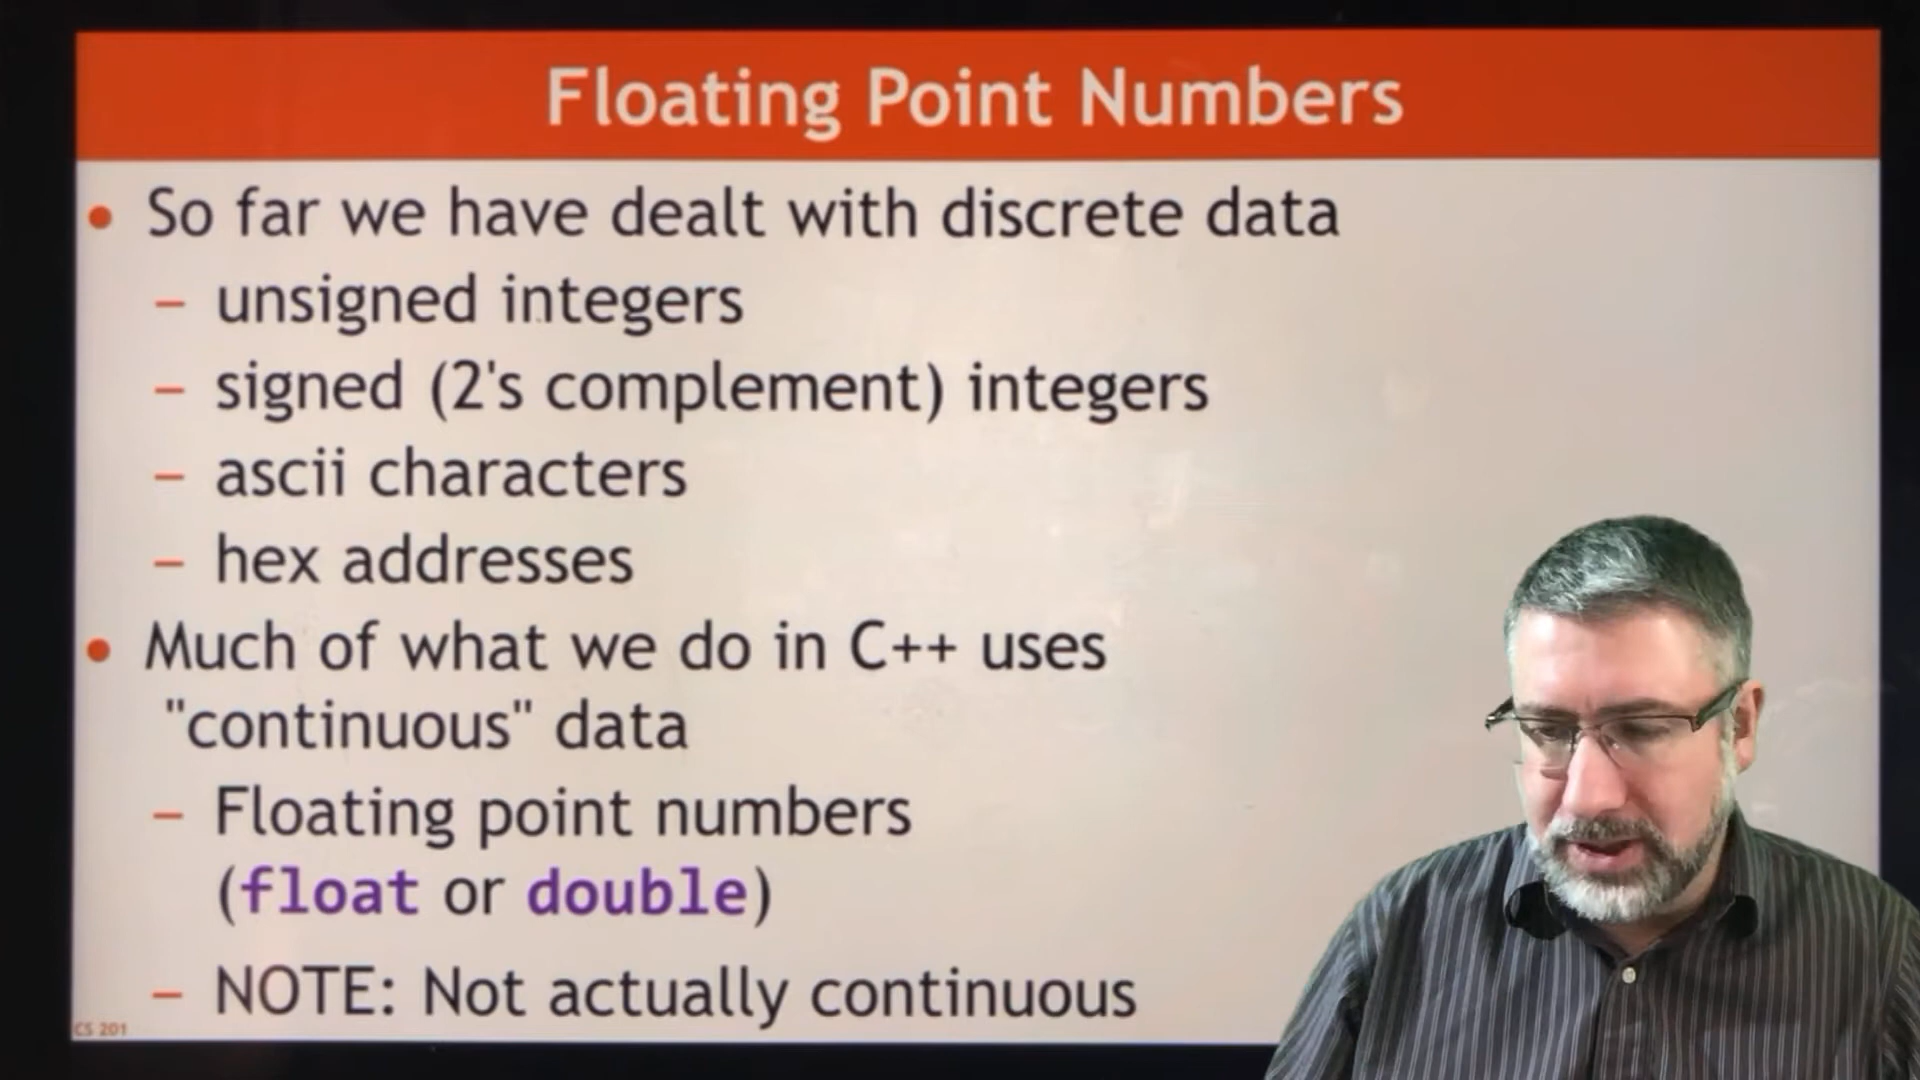 Floating Point Numbers
• So far we have dealt with discrete data
– unsigned integers
– signed (2's complement) integers
– ascii characters
– hex addresses
• Much of what we do in C++ uses
"continuous" data
– Floating point numbers
(float or double)
– NOTE: Not actually continuous
CS 201